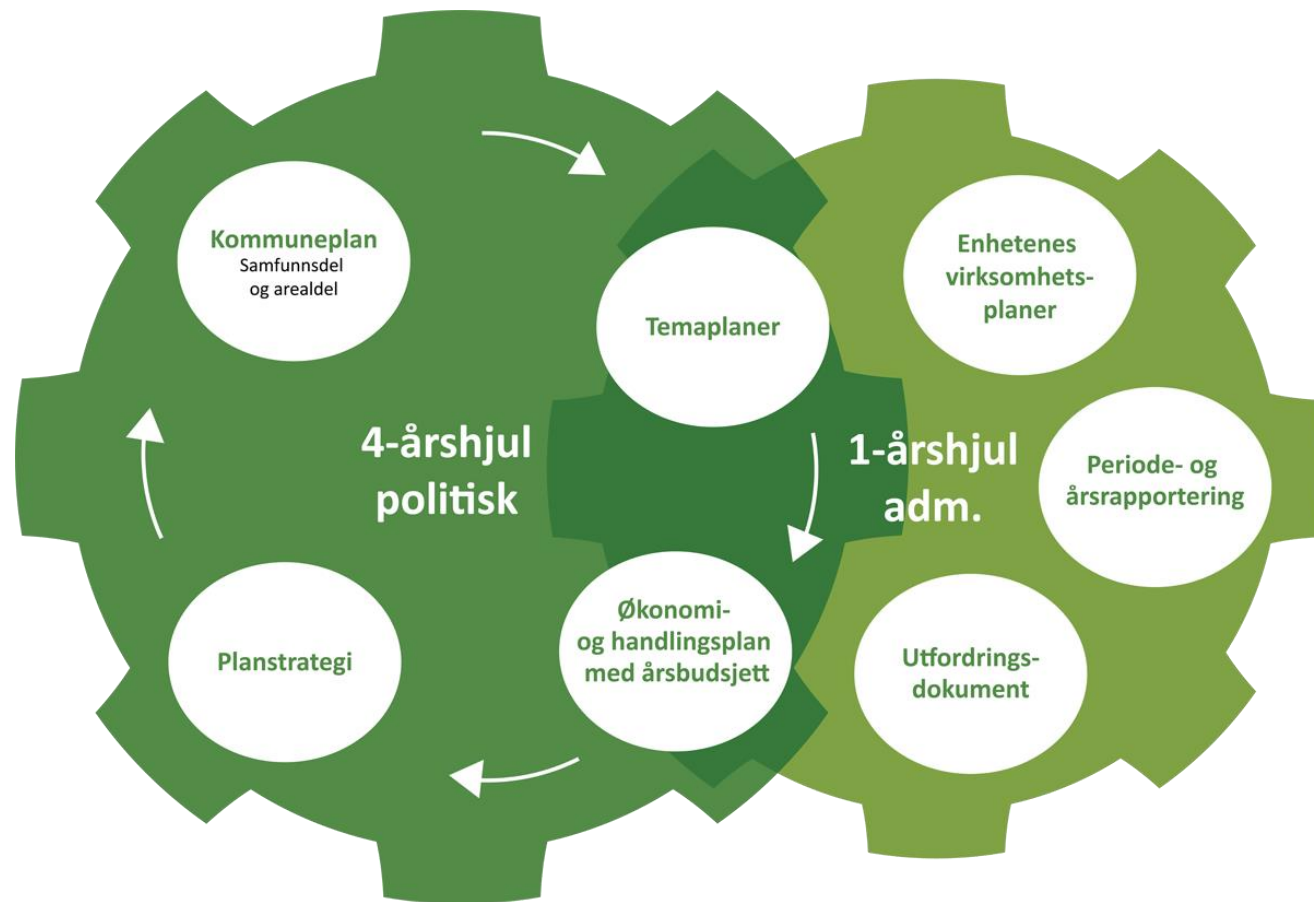 Kommuneplan
Samfunnsdel
og arealdel
Temaplaner
Enhetenes
virksomhets-
planer
4-årshjul
politisk
1-årshjul
adm.
Periode- og
årsrapportering
Planstrategi
Økonomi-
og handlingsplan
med årsbudsjett
Utfordrings-
dokument